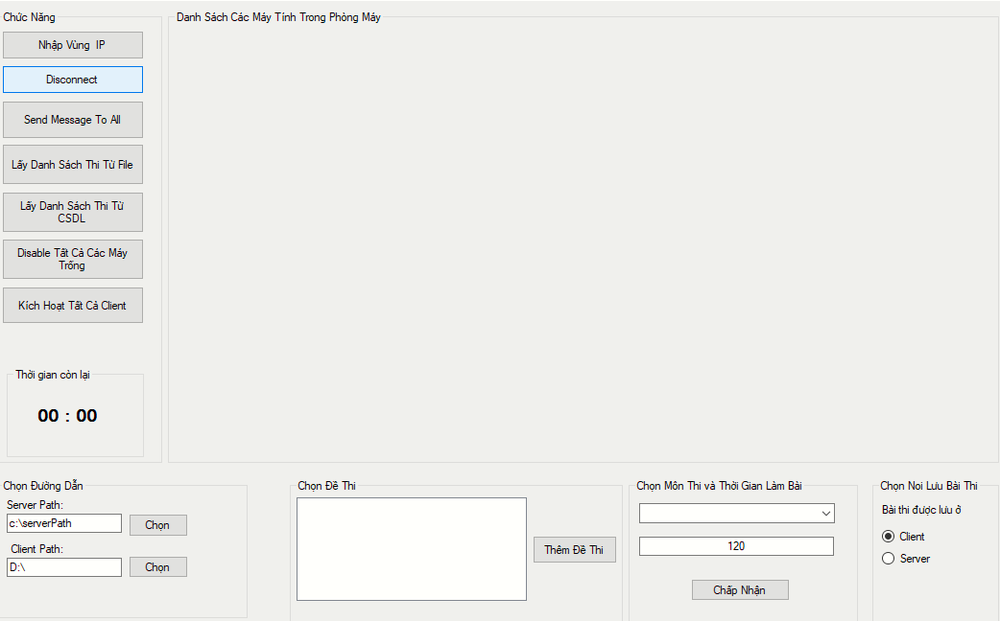 Chức Năng
Nhập Vùng IP
Disconnect
Send Message To All
Lấy Danh Sách Thi Từ File
Lấy Danh Sách Thi Từ
CSDL
Disable Tất Cả Các Máy
Trống
Kích Hoạt Tất Cả Client
Thời gian còn lại
00 : 00
Danh Sách Các Máy Tính Trong Phòng Máy
Chọn Đường Dẫn
Server Path:
c:\serverPath
Chọn
Client Path:
D:\
Chọn
Chọn Đề Thi
Thêm Đề Thi
Chọn Môn Thi và Thời Gian Làm Bài
120
Chấp Nhận
Chọn Nơi Lưu Bài Thi
Bài thi được lưu ở
Client
Server